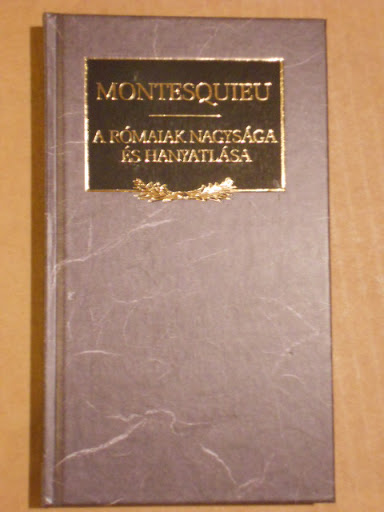 MONTESQUIEU
A RÓMAIAK NAGYSÁGA
ÉS HANYATLÁSA